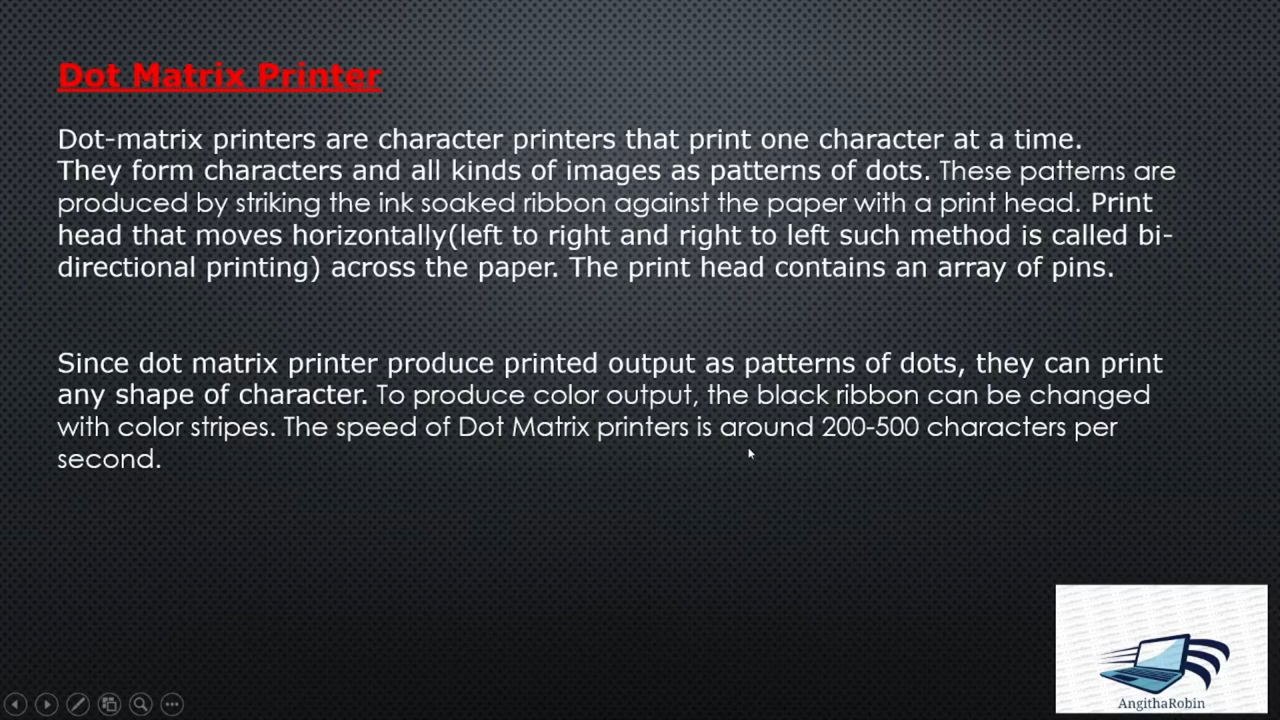 Dot Matrix Printer
Dot-matrix printers are character printers that print one character at a time.
They form characters and all kinds of images as patterns of dots. These patterns are
produced by striking the ink soaked ribbon against the paper with a print head. Print
head that moves horizontally(left to right and right to left such method is called bi-
directional printing) across the paper. The print head contains an array of pins.
Since dot matrix printer produce printed output as patterns of dots, they can print
any shape of character. To produce color output, the black ribbon can be changed
with color stripes. The speed of Dot Matrix printers is around 200-500 characters per
second.
AngithaRobin